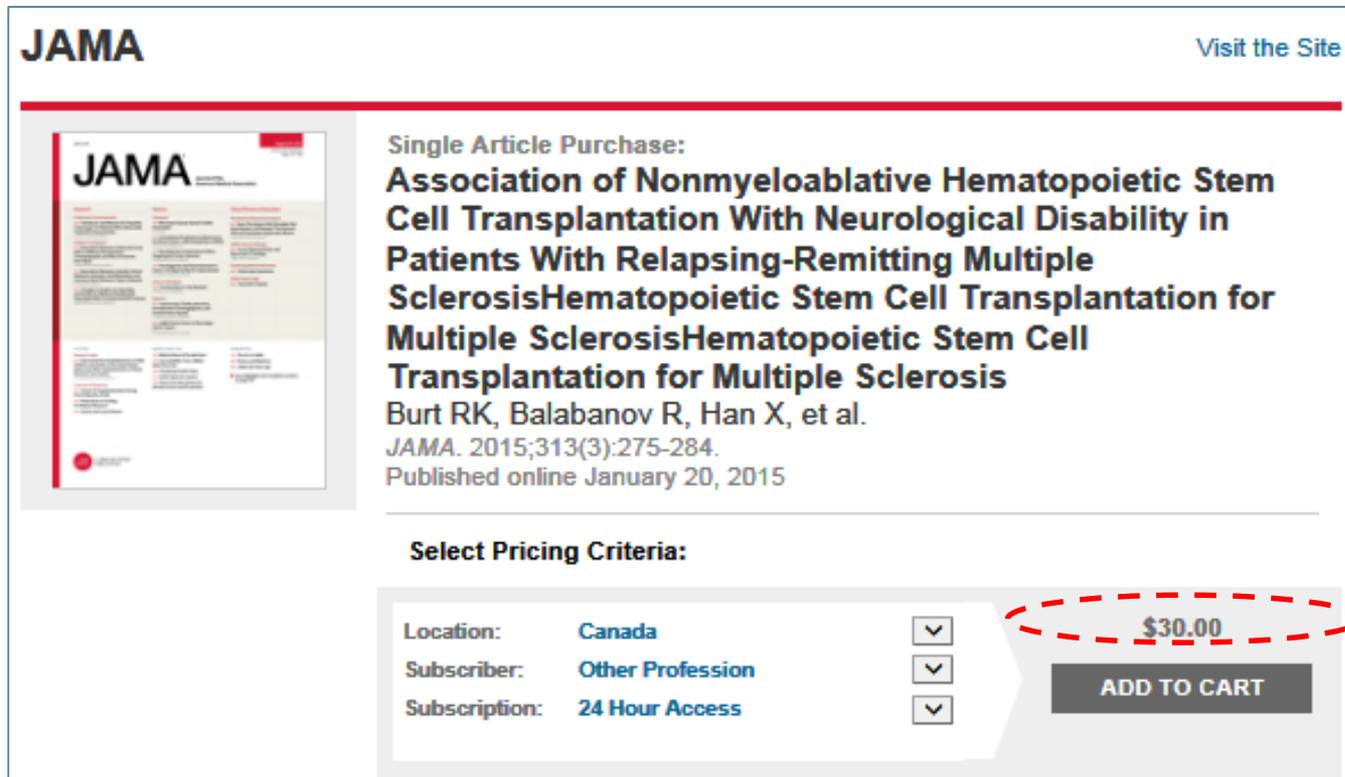 JAMA
Visit the Site
JAMA
Single Article Purchase:
Association of Nonmyeloablative Hematopoietic Stem
Cell Transplantation With Neurological Disability in
Patients With Relapsing-Remitting Multiple
SclerosisHematopoietic Stem Cell Transplantation for
Multiple SclerosisHematopoietic Stem Cell
Transplantation for Multiple Sclerosis
Burt RK, Balabanov R, Han X, et al.
JAMA. 2015;313(3):275-284.
Published online January 20, 2015
Select Pricing Criteria:
Location: Canada
Subscriber: Other Profession
Subscription: 24 Hour Access
$30.00
ADD TO CART